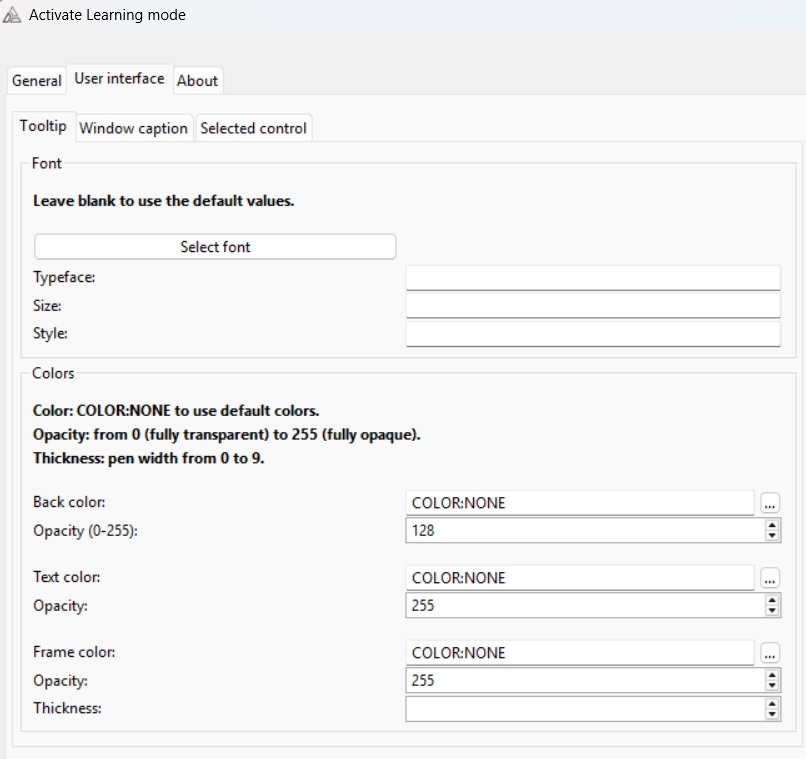 Activate Learning mode
General User interface About
Tooltip Window caption Selected control
Font
Leave blank to use the default values.
Select font
Typeface:
Size:
Style:
Colors
Color: COLOR:NONE to use default colors.
Opacity: from 0 (fully transparent) to 255 (fully opaque).
Thickness: pen width from 0 to 9.
Back color: COLOR:NONE ...
Opacity (0-255): 128
Text color: COLOR:NONE ...
Opacity: 255
Frame color: COLOR:NONE ...
Opacity: 255
Thickness: